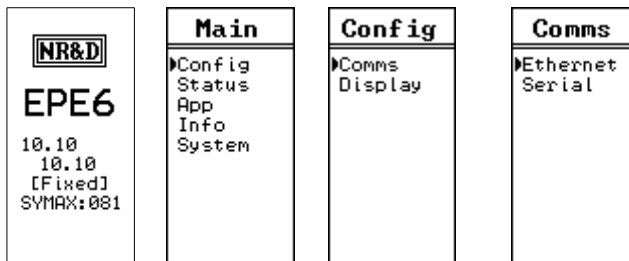 NR&D
EPE6
10.10
10.10
[Fixed]
SYMAX:081
Main
Config
Status
App
Info
System
Config
Comms
Display
Comms
Ethernet
Serial